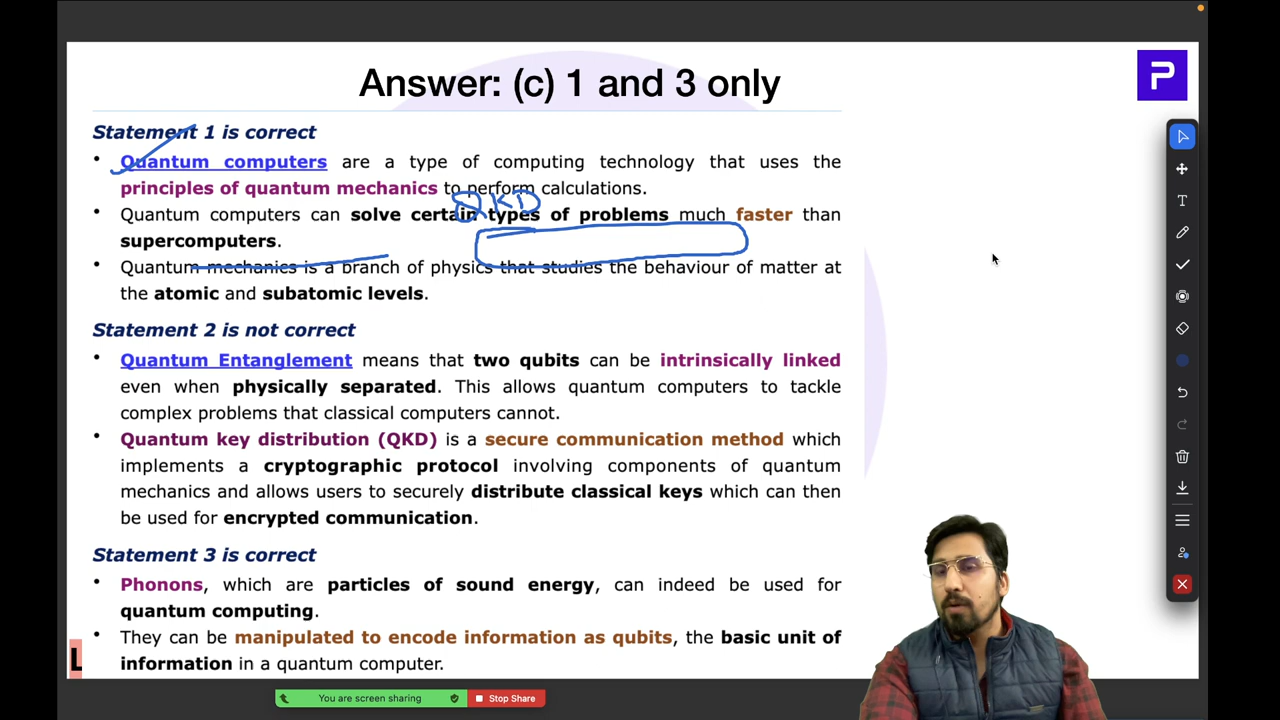 Answer: (c) 1 and 3 only
P
Statement 1 is correct
• Quantum computers are a type of computing technology that uses the
principles of quantum mechanics to perform calculations.
QKD
• Quantum computers can solve certain types of problems much faster than
supercomputers.
• Quantum mechanics is a branch of physics that studies the behaviour of matter at
the atomic and subatomic levels.
Statement 2 is not correct
• Quantum Entanglement means that two qubits can be intrinsically linked
even when physically separated. This allows quantum computers to tackle
complex problems that classical computers cannot.
• Quantum key distribution (QKD) is a secure communication method which
implements a cryptographic protocol involving components of quantum
mechanics and allows users to securely distribute classical keys which can then
be used for encrypted communication.
Statement 3 is correct
• Phonons, which are particles of sound energy, can indeed be used for
quantum computing.
• They can be manipulated to encode information as qubits, the basic unit of
information in a quantum computer.
L
T
You are screen sharing
Stop Share